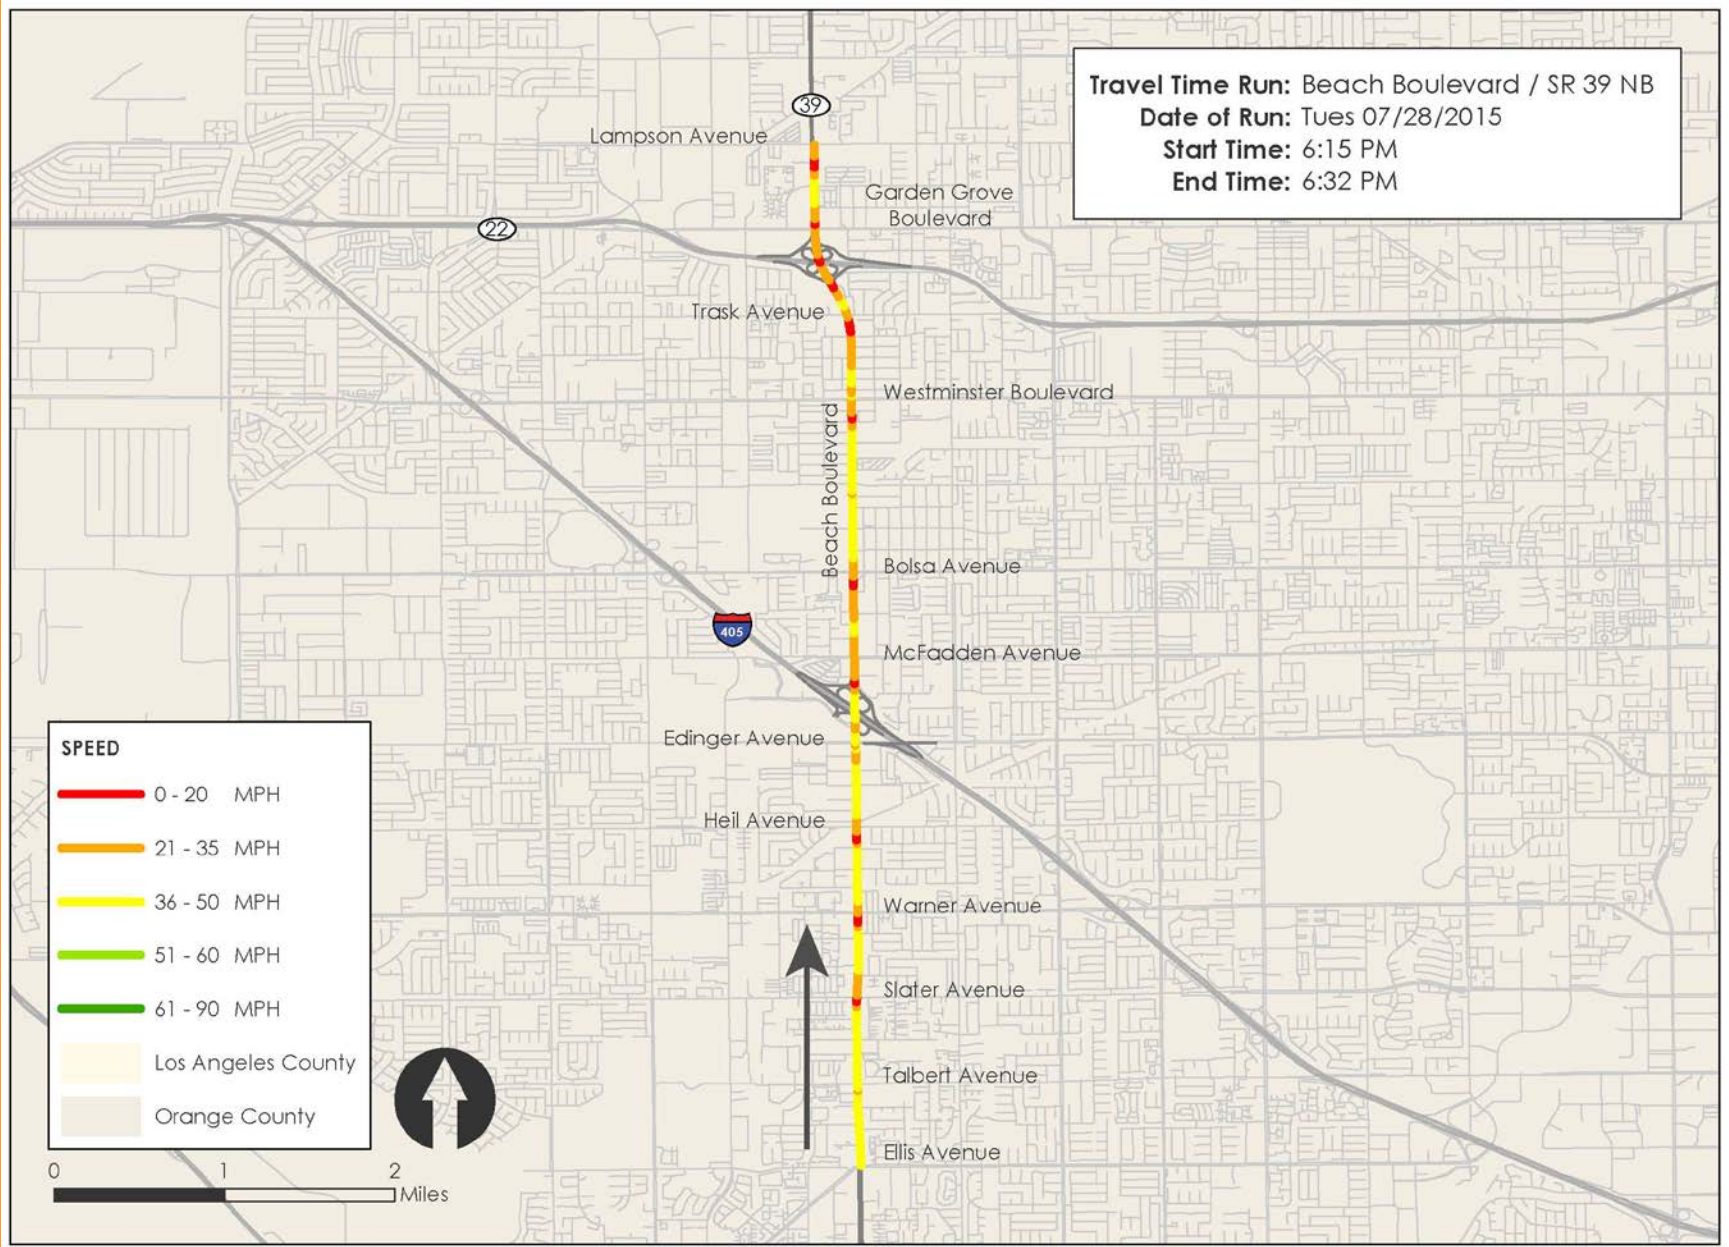 39
Lampson Avenue
Travel Time Run: Beach Boulevard / SR 39 NB
Date of Run: Tues 07/28/2015
Start Time: 6:15 PM
End Time: 6:32 PM
Garden Grove
Boulevard
22
Trask Avenue
Westminster Boulevard
Beach Boulevard
Bolsa Avenue
405
McFadden Avenue
Edinger Avenue
Heil Avenue
Warner Avenue
Slater Avenue
Talbert Avenue
Ellis Avenue
SPEED
0 - 20 MPH
21 - 35 MPH
36 - 50 MPH
51 - 60 MPH
61 - 90 MPH
Los Angeles County
Orange County
0 1 2
Miles